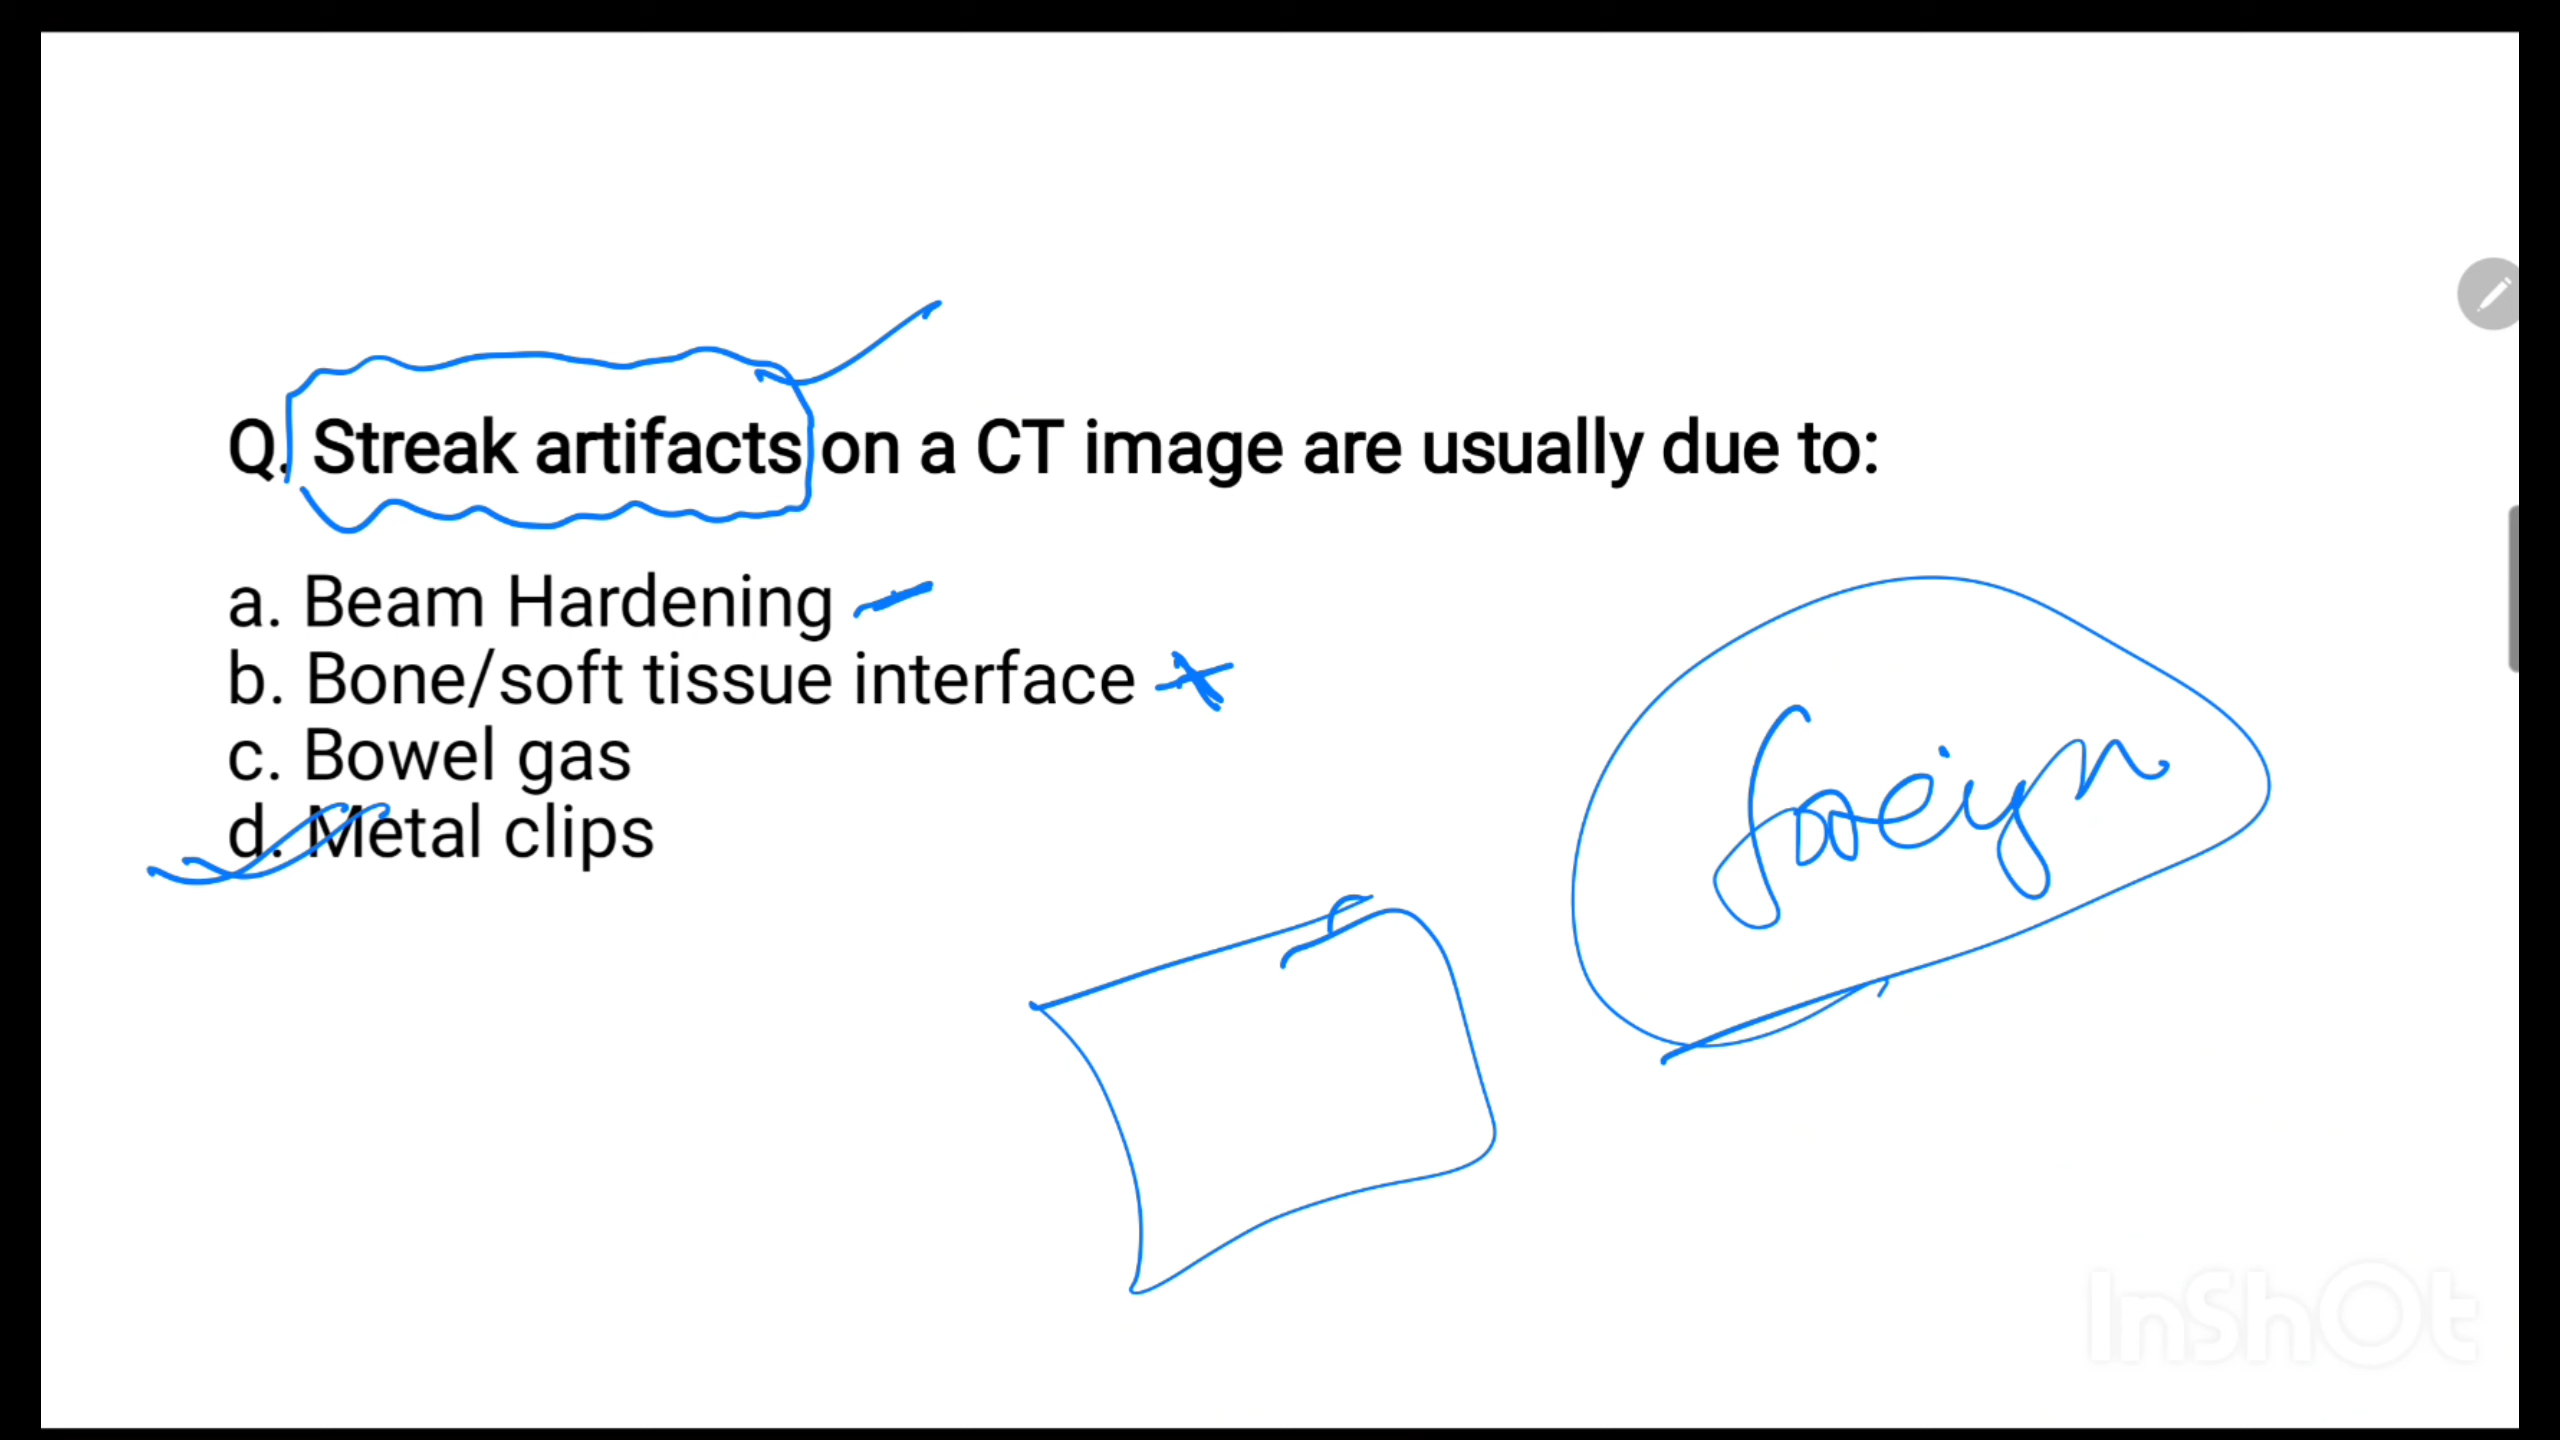 Q. Streak artifacts on a CT image are usually due to:
a. Beam Hardening
b. Bone/soft tissue interface
c. Bowel gas
d. Metal clips
foreign
InShOt